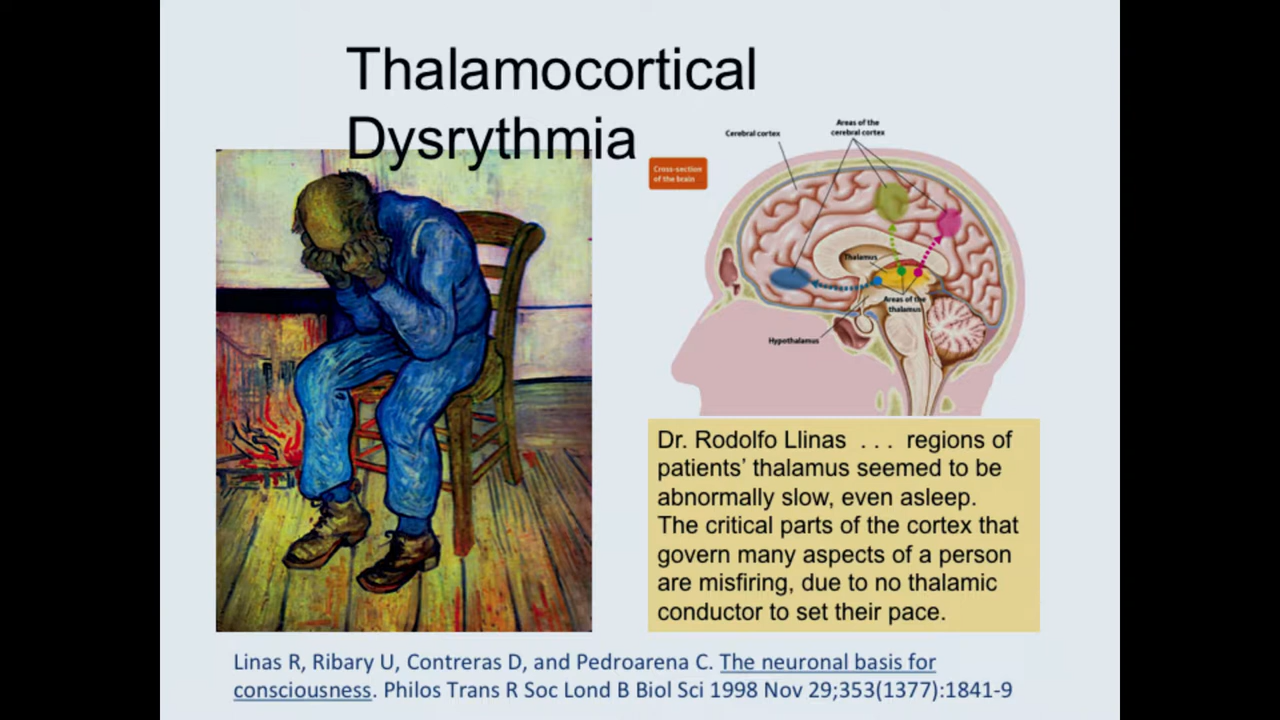 Thalamocortical
Dysrythmia
Cerebral cortex
Areas of the
cerebral cortex
Cross-section
of the brain
Thalamus
Areas of the
thalamus
Hypothalamus
Dr. Rodolfo Llinas . . . regions of
patients’ thalamus seemed to be
abnormally slow, even asleep.
The critical parts of the cortex that
govern many aspects of a person
are misfiring, due to no thalamic
conductor to set their pace.
Linas R, Ribary U, Contreras D, and Pedroarena C. The neuronal basis for
consciousness. Philos Trans R Soc Lond B Biol Sci 1998 Nov 29;353(1377):1841-9